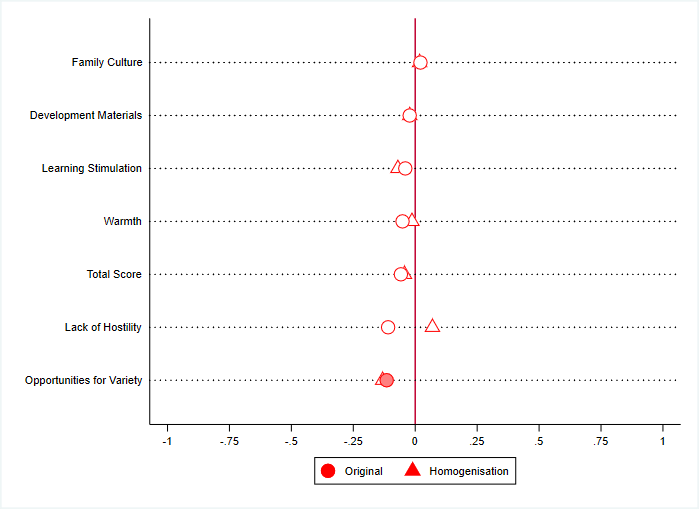 Family Culture
Development Materials
Learning Stimulation
Warmth
Total Score
Lack of Hostility
Opportunities for Variety
-1 -.75 -.5 -.25 0 .25 .5 .75 1
Original Homogenisation